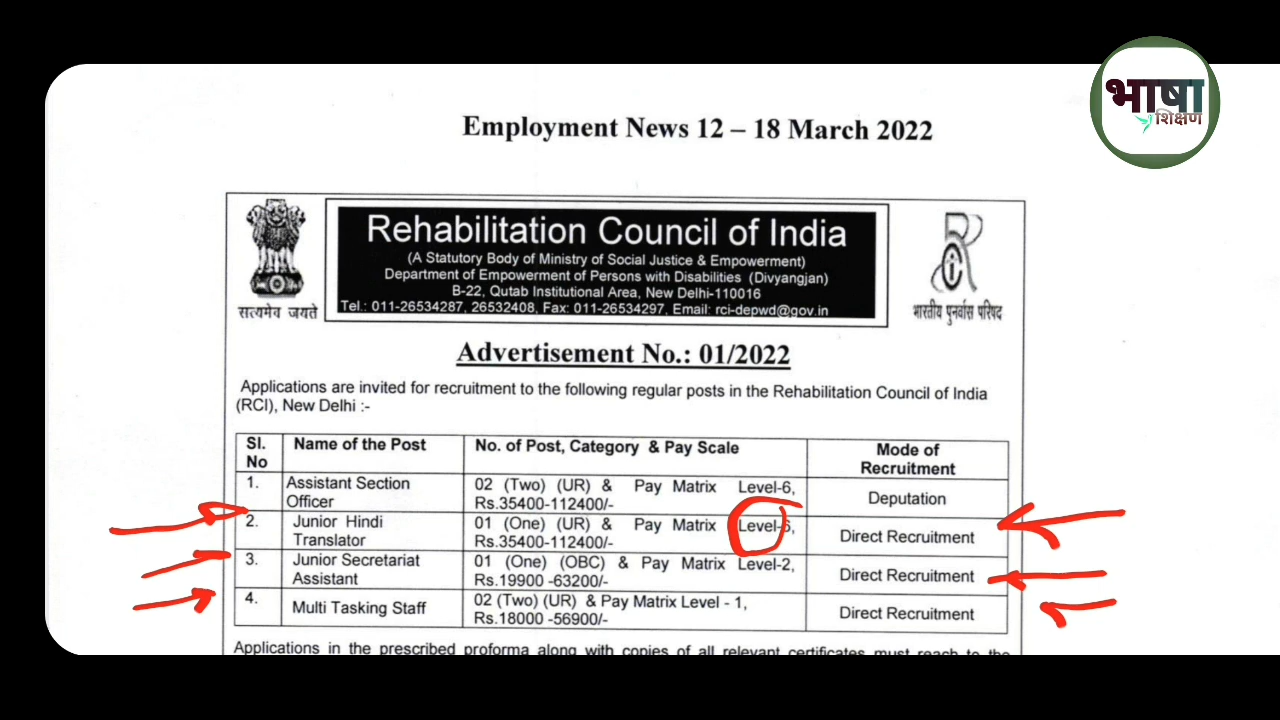 भाषा
शिक्षण
Employment News 12 – 18 March 2022
Rehabilitation Council of India
(A Statutory Body of Ministry of Social Justice & Empowerment)
Department of Empowerment of Persons with Disabilities (Divyangjan)
B-22, Qutab Institutional Area, New Delhi-110016
Tel.: 011-26534287, 26532408, Fax: 011-26534297, Email: rci-depwd@gov.in
सत्यमेव जयते
भारतीय पुनर्वास परिषद
Advertisement No.: 01/2022
Applications are invited for recruitment to the following regular posts in the Rehabilitation Council of India
(RCI), New Delhi :-
Sl. No Name of the Post No. of Post, Category & Pay Scale Mode of Recruitment
1. Assistant Section Officer 02 (Two) (UR) & Pay Matrix Level-6, Rs.35400-112400/- Deputation
2. Junior Hindi Translator 01 (One) (UR) & Pay Matrix Level-6, Rs.35400-112400/- Direct Recruitment
3. Junior Secretariat Assistant 01 (One) (OBC) & Pay Matrix Level-2, Rs.19900 -63200/- Direct Recruitment
4. Multi Tasking Staff 02 (Two) (UR) & Pay Matrix Level - 1, Rs.18000 -56900/- Direct Recruitment
Applications in the prescribed proforma along with copies of all relevant certificates must reach to the